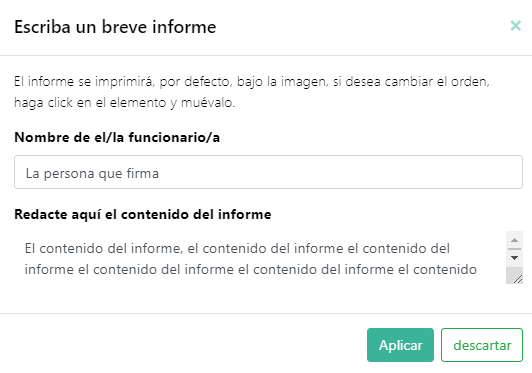 Escriba un breve informe
×
El informe se imprimirá, por defecto, bajo la imagen, si desea cambiar el orden,
haga click en el elemento y muévalo.
Nombre de el/la funcionario/a
La persona que firma
Redacte aquí el contenido del informe
El contenido del informe, el contenido del informe el contenido del
informe el contenido del informe el contenido del informe el contenido
Aplicar
descartar